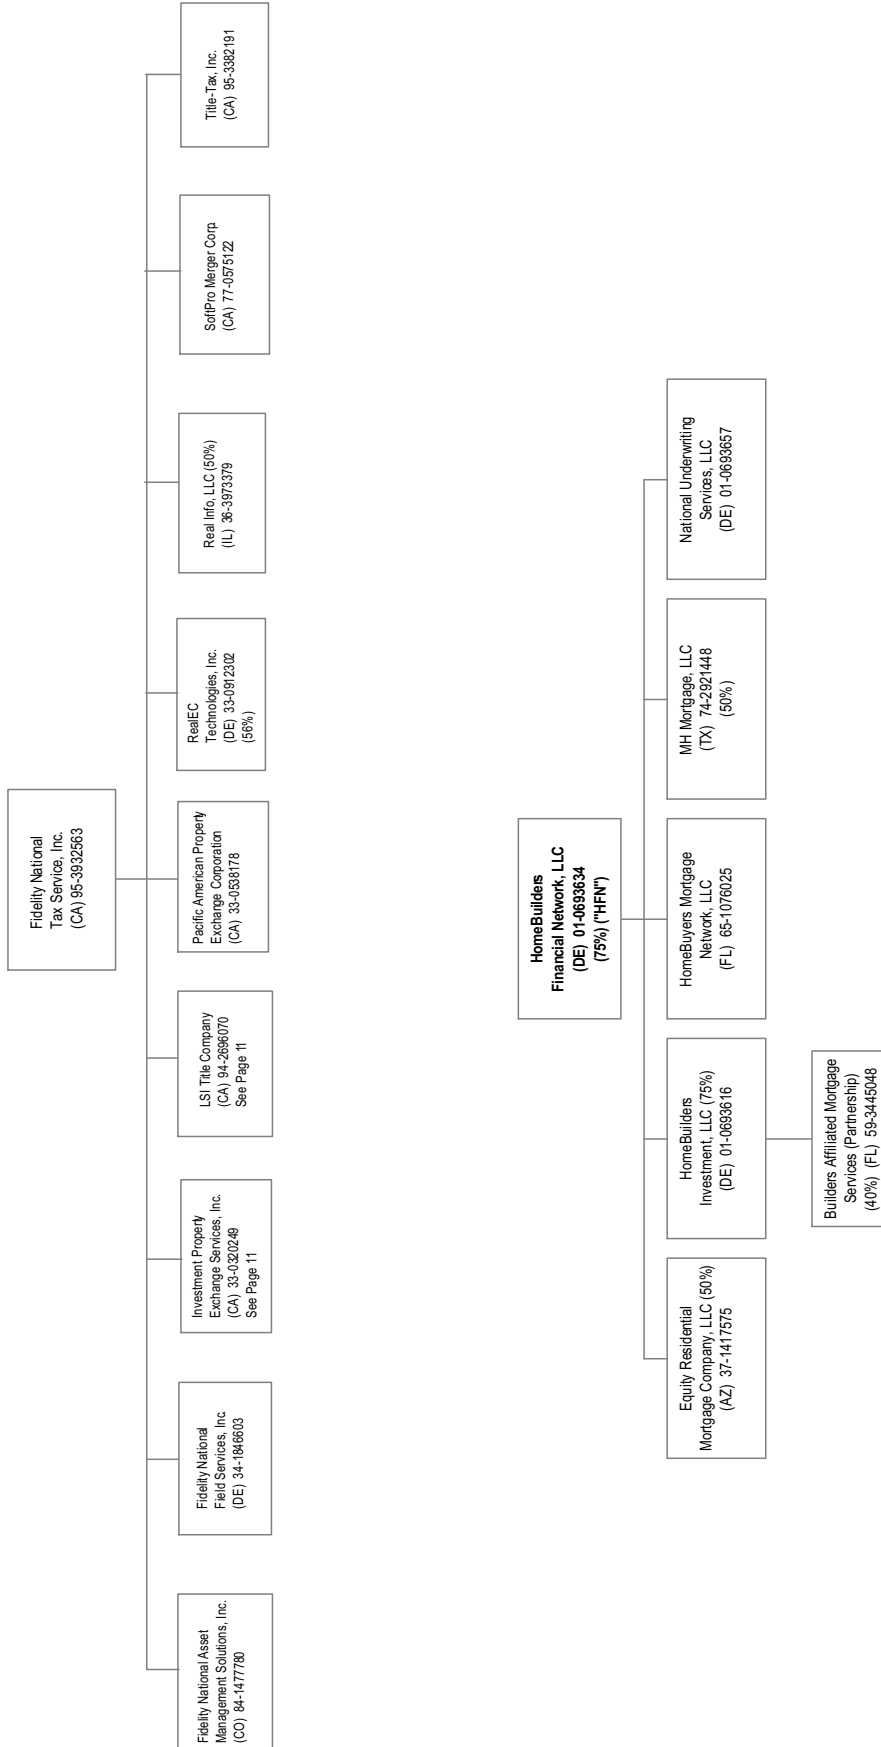 Fidelity National
Tax Service, Inc.
(CA) 95-3932563
Fidelity National Asset
Management Solutions, Inc.
(CO) 84-1477780
Fidelity National
Field Services, Inc.
(DE) 34-1846603
Investment Property
Exchange Services, Inc.
(CA) 33-0320249
See Page 11
LSI Title Company
(CA) 94-2696070
See Page 11
Pacific American Property
Exchange Corporation
(CA) 33-0538178
RealEC
Technologies, Inc.
(DE) 33-0912302
(56%)
Real Info, LLC (50%)
(IL) 36-3973379
SoftPro Merger Corp
(CA) 77-0575122
Title-Tax, Inc.
(CA) 95-3382191
HomeBuilders
Financial Network, LLC
(DE) 01-0693634
(75%) ("HFN")
Equity Residential
Mortgage Company, LLC (50%)
(AZ) 37-1417575
HomeBuilders
Investment, LLC (75%)
(DE) 01-0693616
HomeBuyers Mortgage
Network, LLC
(FL) 65-1076025
MH Mortgage, LLC
(TX) 74-2921448
(50%)
National Underwriting
Services, LLC
(DE) 01-0693657
Builders Affiliated Mortgage
Services (Partnership)
(40%) (FL) 59-3445048